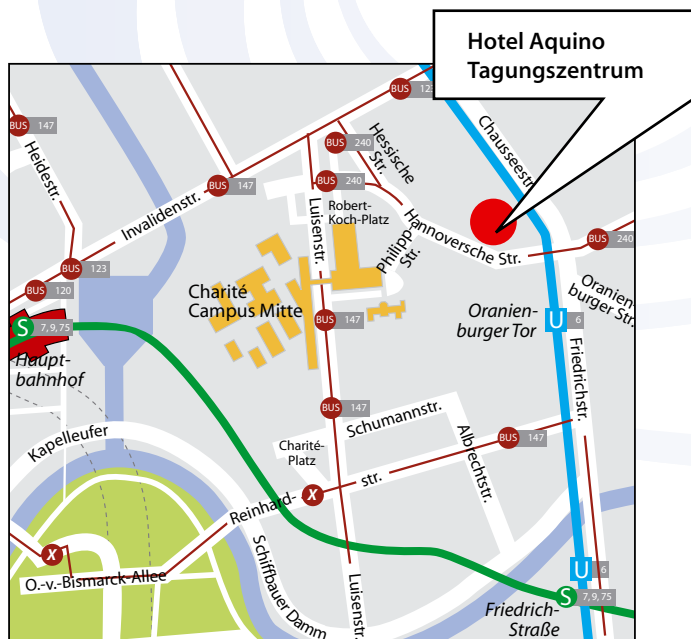 Hotel Aquino
Tagungszentrum
BUS 147
BUS 123
Heidestr.
Hessische
Str.
Chausseestr.
BUS 240
BUS 147
BUS 240
Robert-
Koch-Platz
Invalidenstr.
Luisenstr.
Philipp-
Str.
Hannoversche Str.
BUS 240
BUS 123
BUS 120
Oranien-
burger Str.
Charité
Campus Mitte
Oranien-
burger Tor
U 6
BUS 147
S 7, 9, 75
Haupt-
bahnhof
Friedrichstr.
BUS 147
Schumannstr.
Kapelleufer
Charité-
Platz
BUS 147
Albrechtstr.
Reinhard-
str.
X
X
O.-v.-Bismarck-Allee
Schiffbauer Damm
Luisenstr.
U 6
S 7, 9, 75
Friedrich-
Straße